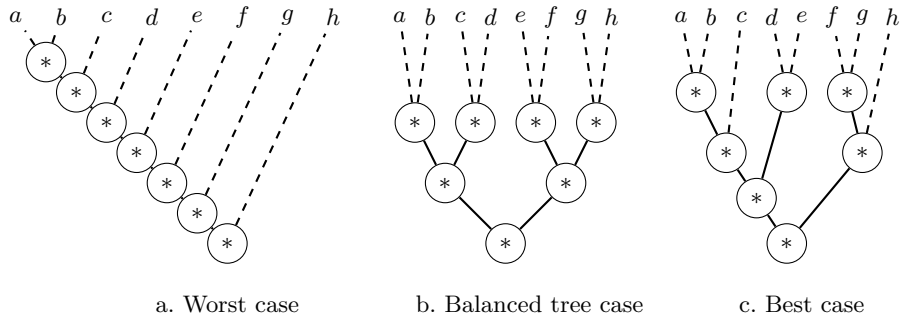 a b c d e f g h a b c d e f g h a b c d e f g h
*
* * *
* * * * *
* * *
* * *
* *
* * *
a. Worst case b. Balanced tree case c. Best case